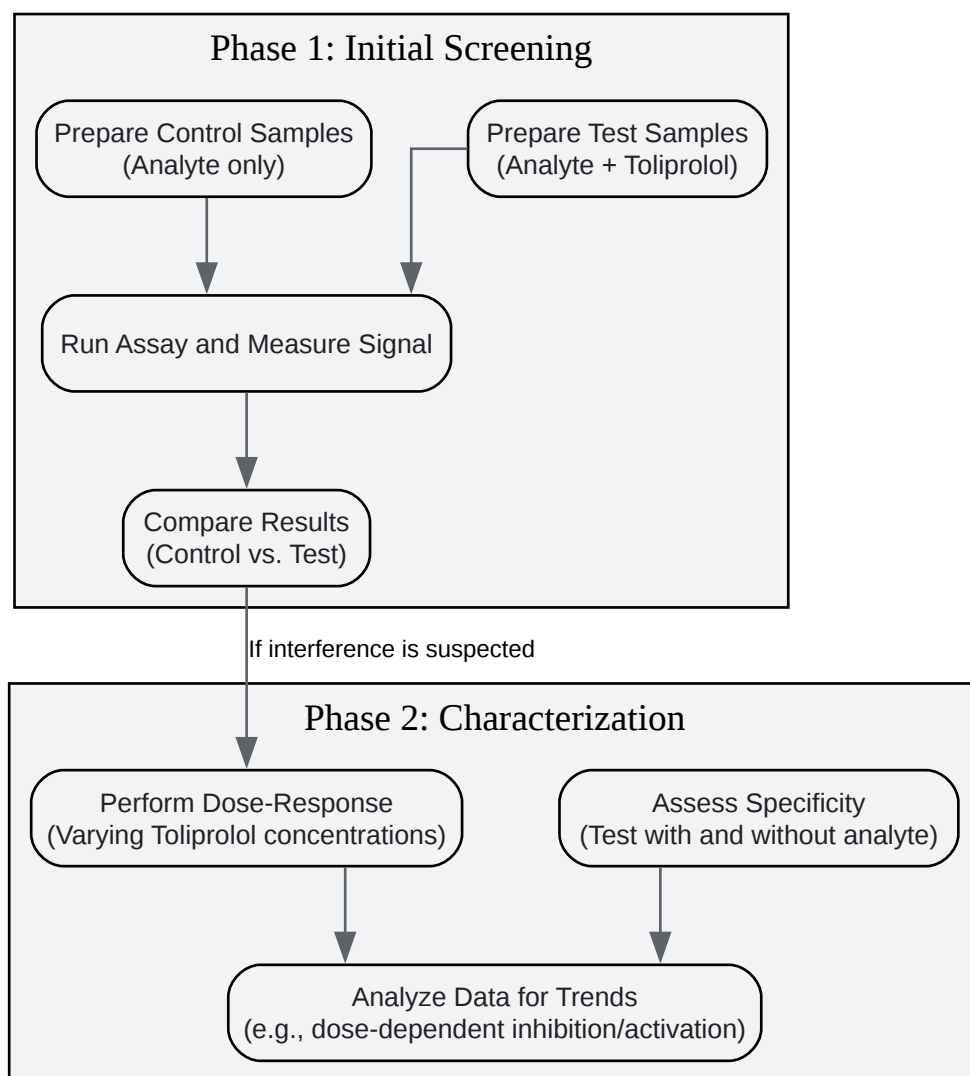 Phase 1: Initial Screening
Prepare Control Samples
(Analyte only)
Prepare Test Samples
(Analyte + Toliprolol)
Run Assay and Measure Signal
Compare Results
(Control vs. Test)
If interference is suspected
Phase 2: Characterization
Perform Dose-Response
(Varying Toliprolol concentrations)
Assess Specificity
(Test with and without analyte)
Analyze Data for Trends
(e.g., dose-dependent inhibition/activation)